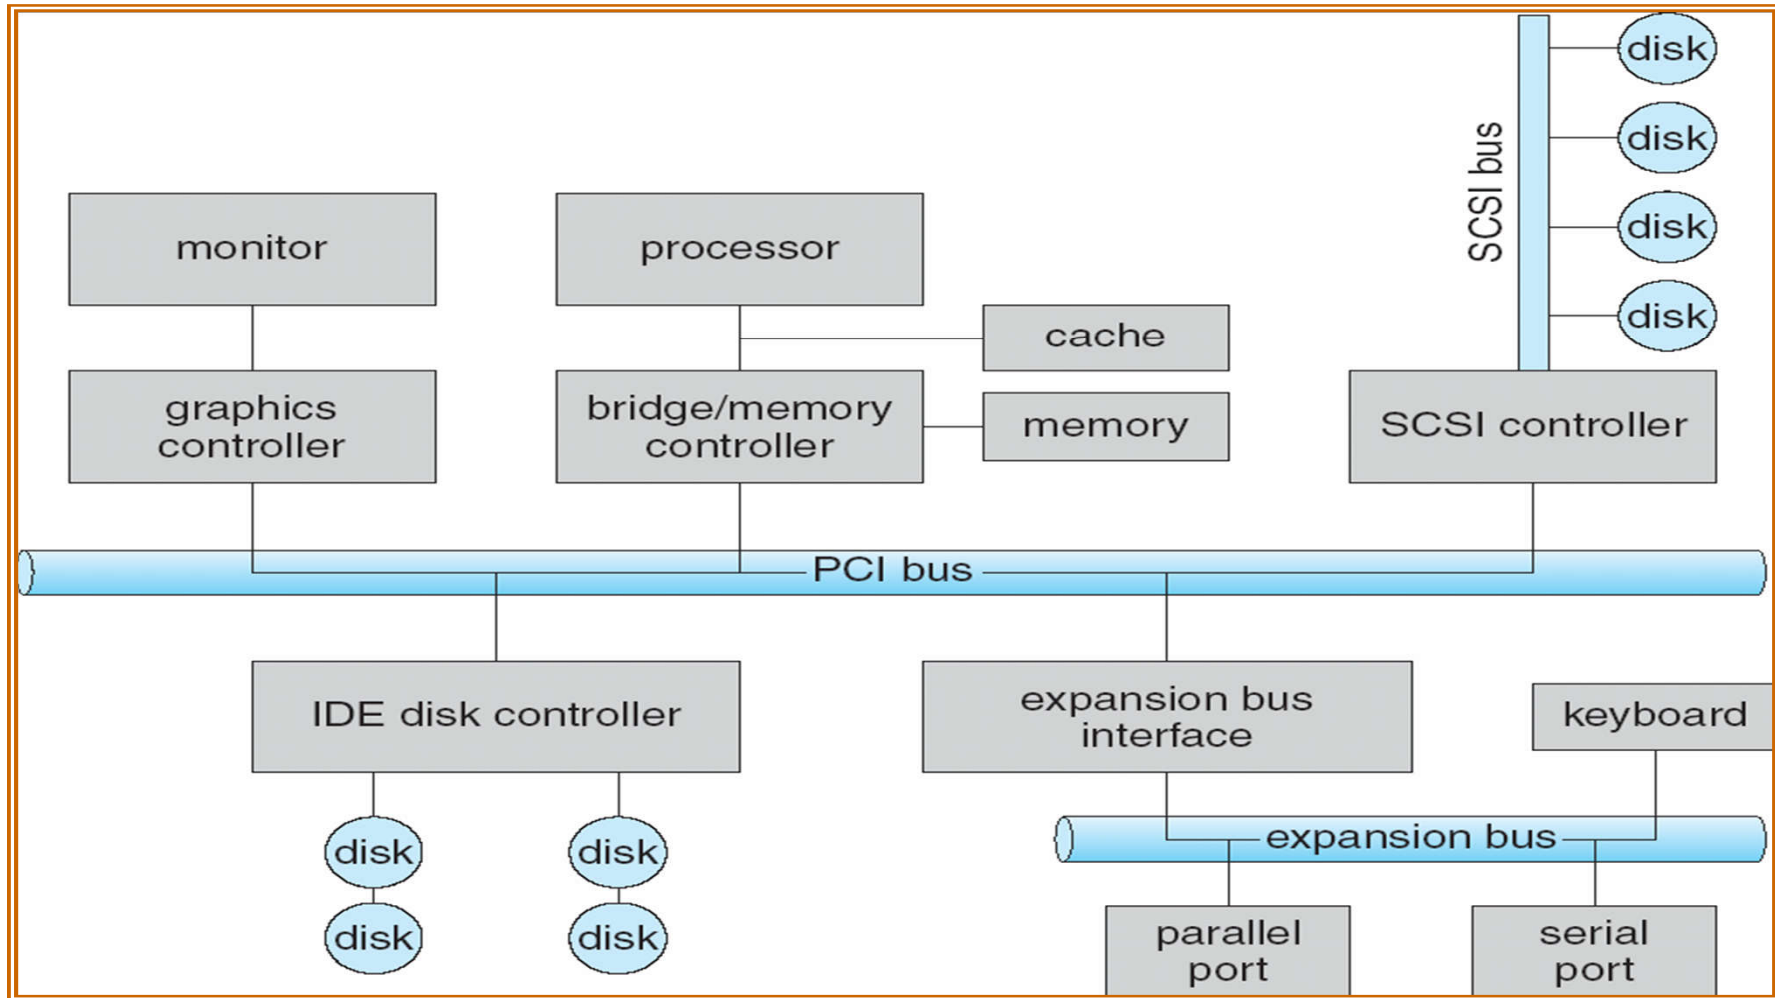 disk
disk
disk
disk
SCSI bus
monitor
processor
cache
graphics
controller
bridge/memory
controller
memory
SCSI controller
PCI bus
IDE disk controller
expansion bus
interface
keyboard
disk
disk
expansion bus
disk
disk
parallel
port
serial
port